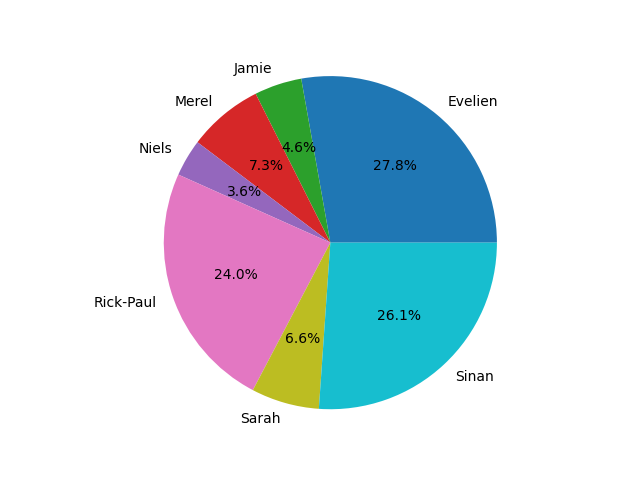 Jamie
Merel
Evelien
Niels
4.6%
7.3%
27.8%
3.6%
24.0%
Rick-Paul
26.1%
6.6%
Sinan
Sarah